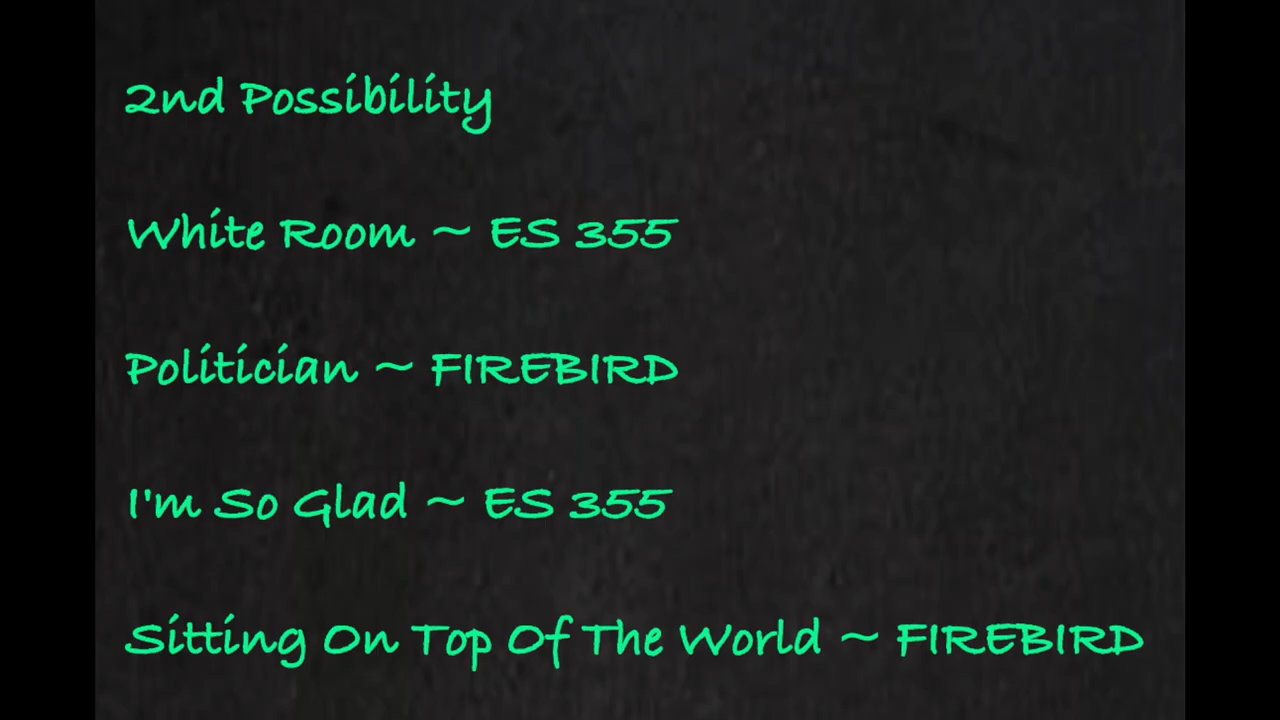 2nd Possibility
White Room ~ ES 355
Politician ~ FIREBIRD
I'm So Glad ~ ES 355
Sitting On Top Of The World ~ FIREBIRD